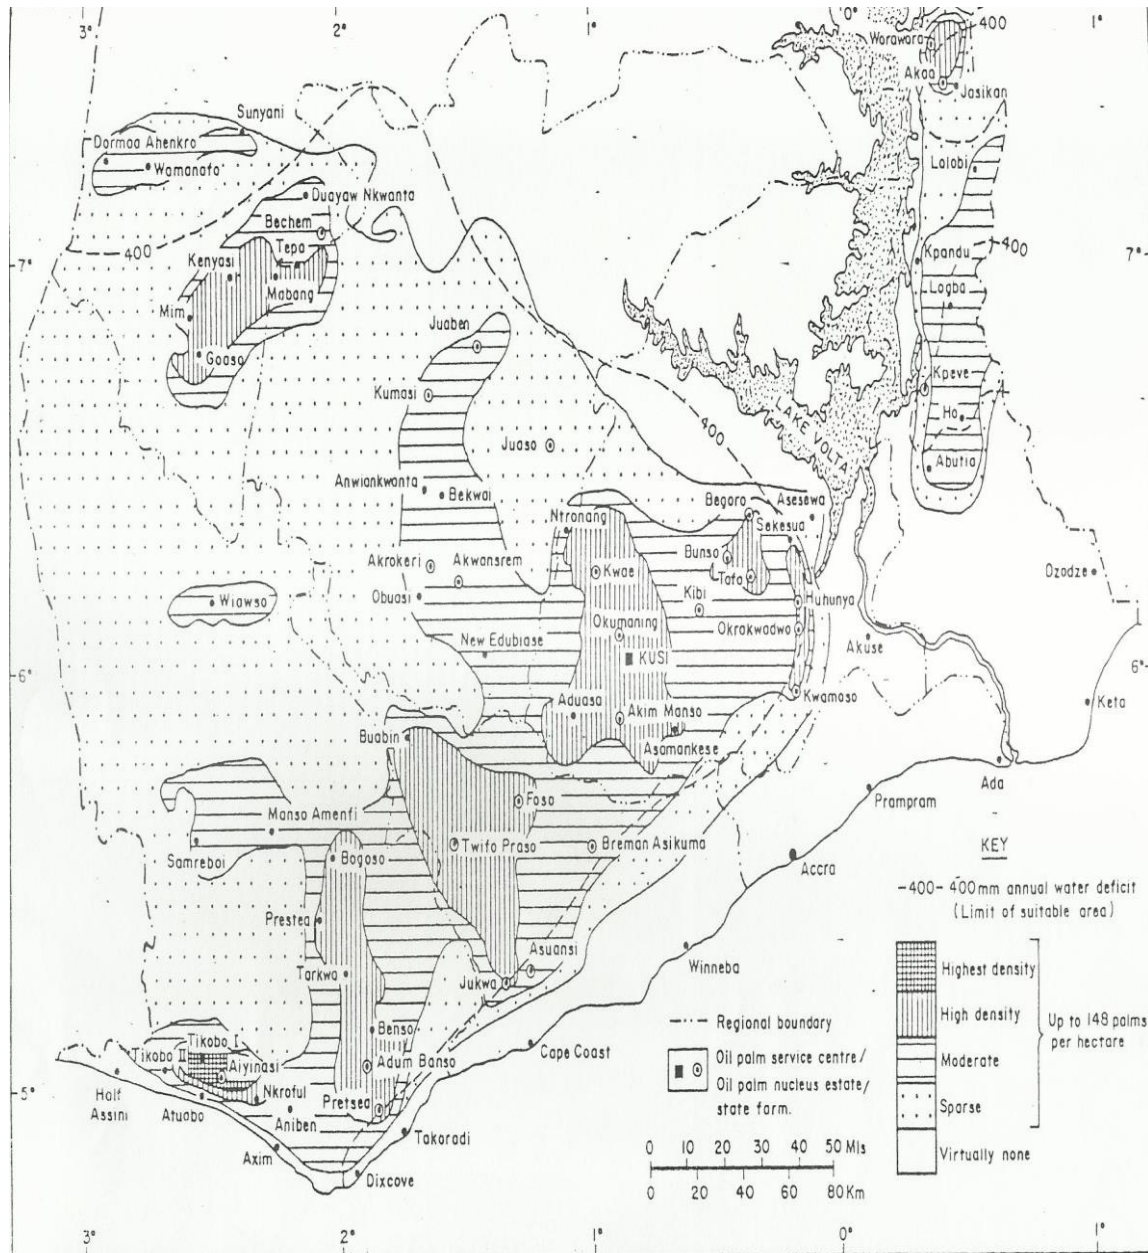 3°
2°
1°
0°
1°
400
Worawora
Akaa
Jasikan
Sunyani
Dormaa Ahenkro
Wamanafo
Lolobi
Duayaw Nkwanta
Bechem
Tepa
400
7°
Kenyasi
Mabang
Mim
Goaso
Kpandu
400
7°
Logba
Juaben
Kumasi
Kpeve
Ho
LAKE VOLTA
400
Juaso
Abutia
Anwiankwanta
Bekwai
Begoro
Asesewa
Ntronang
Sekesua
Akrokeri
Akwansrem
Kwae
Bunso
Tafo
Dzodze
Wiawso
Obuasi
Kibi
Huhunya
Okumaning
Okrakwadwa
Akuse
New Edubiase
KUSI
6°
6°
Kwamoso
Keta
Aduasa
Akim Manso
Buabin
Asamankese
Ada
Foso
Prampram
Manso Amenfi
KEY
Samreboi
Bogoso
Twifo Praso
Breman Asikuma
Accra
-400- 400mm annual water deficit
(Limit of suitable area)
Prestea
Asuansi
Winneba
Highest density
Tarkwa
Jukwa
High density
Up to 148 palms
per hectare
Benso
Regional boundary
Tikobo I
Tikobo II
Aiyinasi
Adum Banso
Cape Coast
Oil palm service centre/
Oil palm nucleus estate/
state farm.
Moderate
5°
Half
Assini
Atuabo
Nkroful
Aniben
Pretsea
Sparse
Axim
Takoradi
Dixcove
0 10 20 30 40 50 Mls
0 20 40 60 80 Km
Virtually none
3°
2°
1°
0°
1°